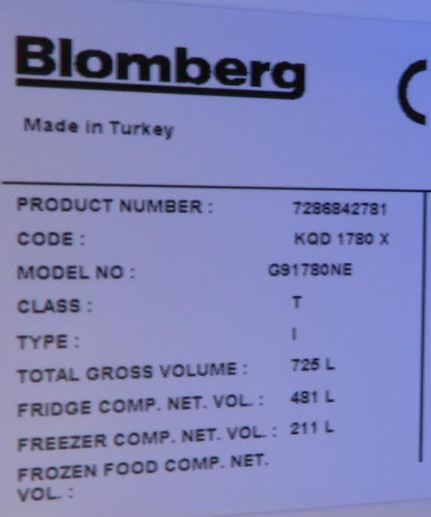 Blomberg
Made in Turkey
PRODUCT NUMBER : 7286842781
CODE : KQD 1780 X
MODEL NO : G91780NE
CLASS : T
TYPE : I
TOTAL GROSS VOLUME : 725 L
FRIDGE COMP. NET. VOL. : 481 L
FREEZER COMP. NET. VOL. : 211 L
FROZEN FOOD COMP. NET.
VOL. :